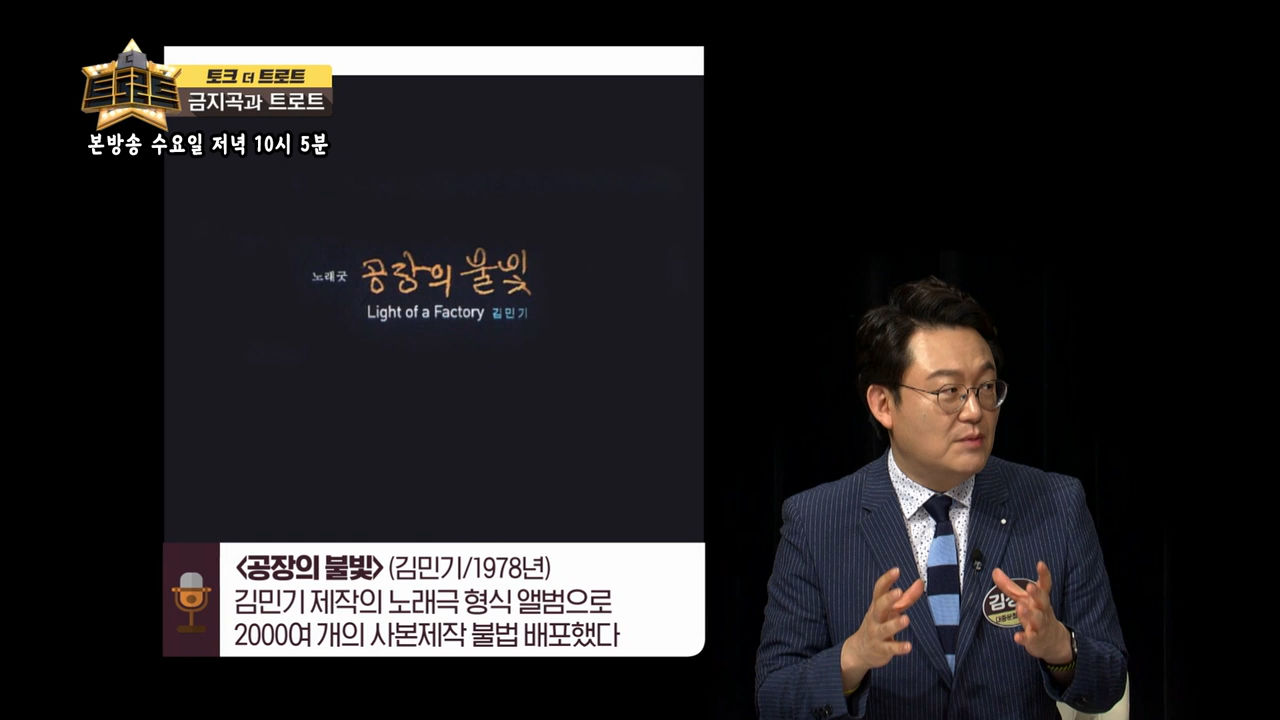 더트로트
토크 더 트로트
금지곡과 트로트
본방송 수요일 저녁 10시 5분
노래굿 공장의 불빛
Light of a Factory 김민기
<공장의 불빛> (김민기/1978년)
김민기 제작의 노래극 형식 앨범으로
2000여 개의 사본제작 불법 배포했다